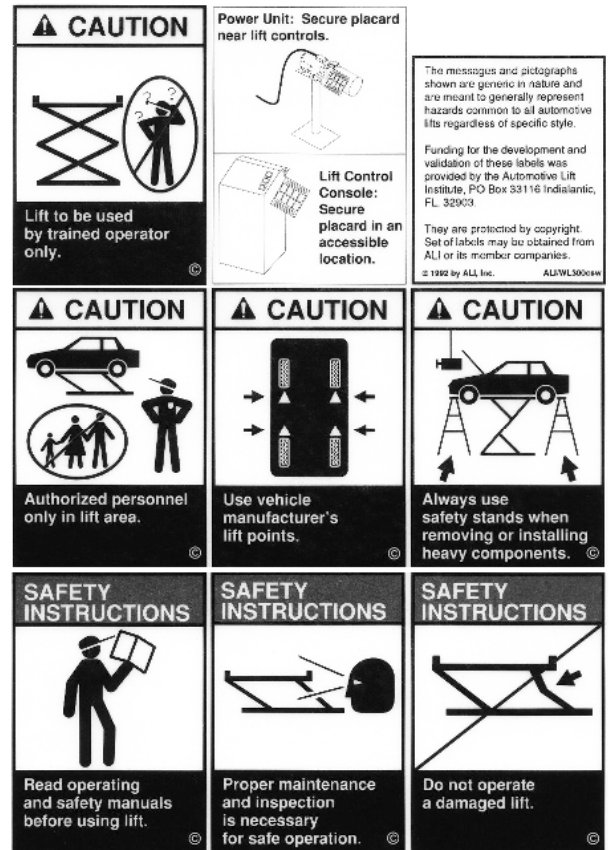 CAUTION
Lift to be used
by trained operator
only.
©
Power Unit: Secure placard
near lift controls.
Lift Control
Console:
Secure
placard in an
accessible
location.
The messages and pictographs
shown are generic in nature and
are meant to generally represent
hazards common to all automotive
lifts regardless of specific style.
Funding for the development and
validation of these labels was
provided by the Automotive Lift
Institute, PO Box 33116 Indialantic,
FL 32903
They are protected by copyright.
Set of labels may be obtained from
ALI or its member companies.
© 1992 by ALI, Inc.
CAUTION
Authorized personnel
only in lift area.
©
CAUTION
Use vehicle
manufacturer's
lift points.
©
CAUTION
Always use
safety stands when
removing or installing
heavy components. ©
SAFETY
INSTRUCTIONS
Read operating
and safety manuals
before using lift.
©
SAFETY
INSTRUCTIONS
Proper maintenance
and inspection
is necessary
for safe operation. ©
SAFETY
INSTRUCTIONS
Do not operate
a damaged lift.
©